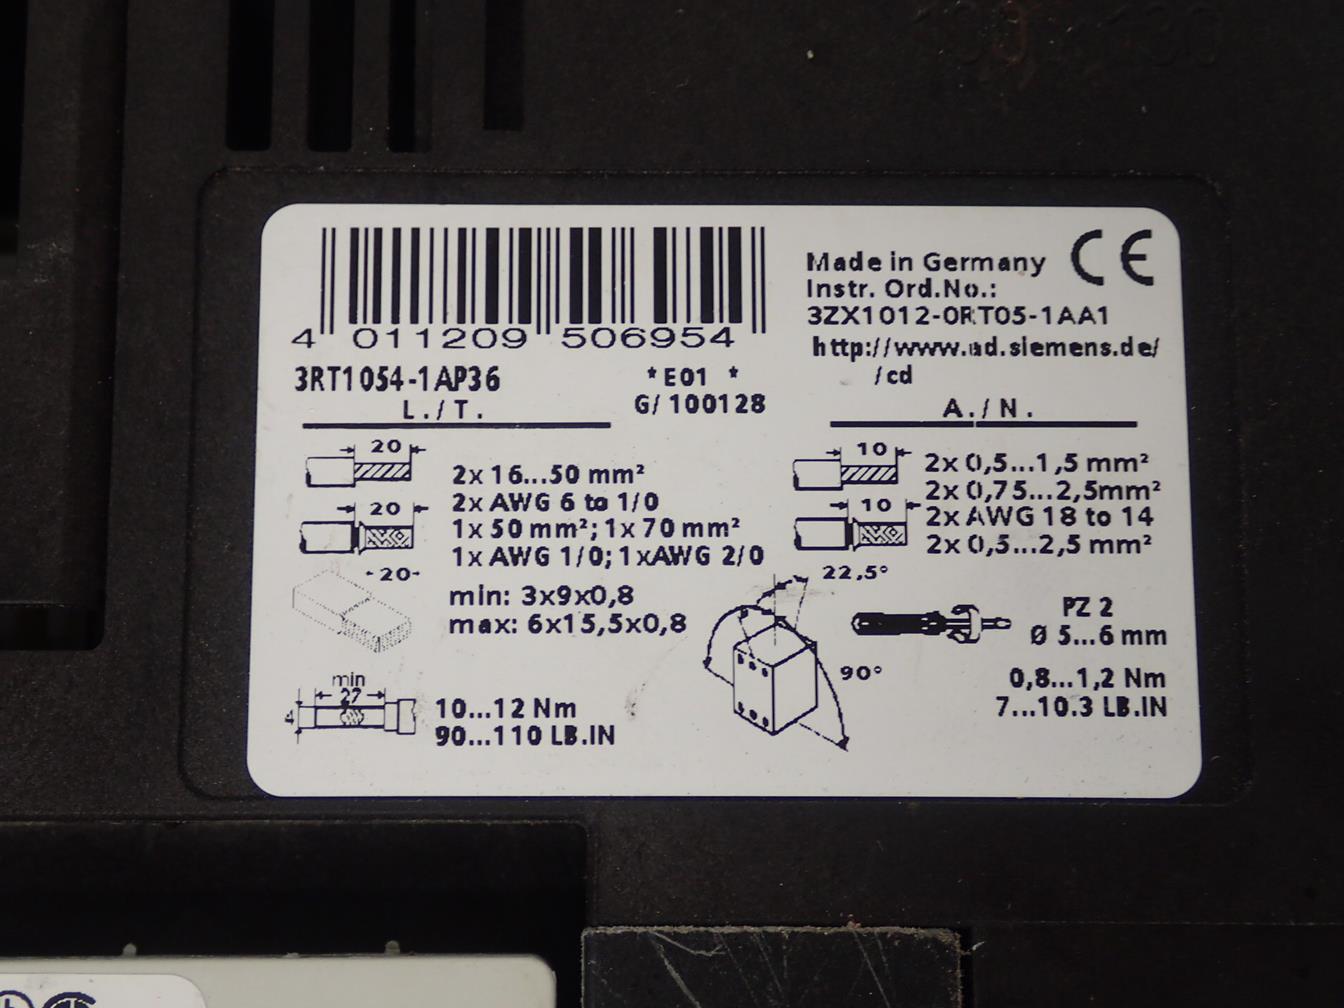 4 011209 506954
3RT1054-1AP36
*E01 *
G/100128
Made in Germany
CE
Instr. Ord.No.:
3ZX1012-0RT05-1AA1
http://www.ad.siemens.de/
/cd
L./T.
20
20
2x 16...50 mm²
2x AWG 6 to 1/0
1x 50 mm²; 1x 70 mm²
1x AWG 1/0; 1xAWG 2/0
20
min: 3x9x0,8
max: 6x15,5x0,8
min
27
4
10...12 Nm
90...110 LB.IN
A./N.
10
10
2x 0,5...1,5 mm²
2x 0,75...2,5mm²
2x AWG 18 to 14
2x 0,5...2,5 mm²
22,5°
90°
PZ 2
Ø 5...6 mm
0,8...1,2 Nm
7...10.3 LB.IN